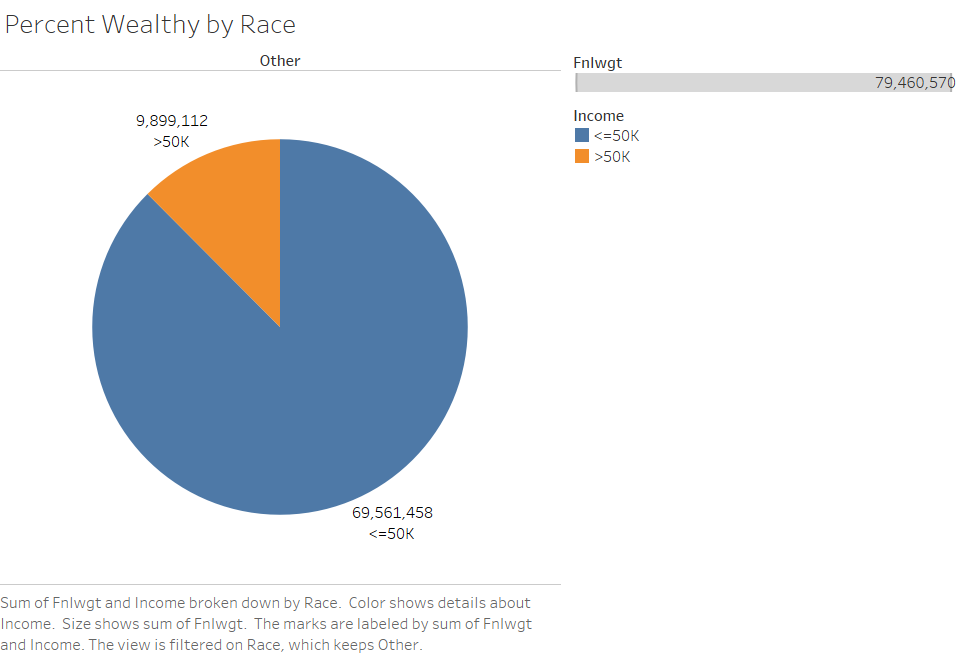 Percent Wealthy by Race
Other
Fnlwgt
79,460,570
Income
<=50K
>50K
9,899,112
>50K
69,561,458
<=50K
Sum of Fnlwgt and Income broken down by Race.  Color shows details about
Income.  Size shows sum of Fnlwgt.  The marks are labeled by sum of Fnlwgt
and Income. The view is filtered on Race, which keeps Other.